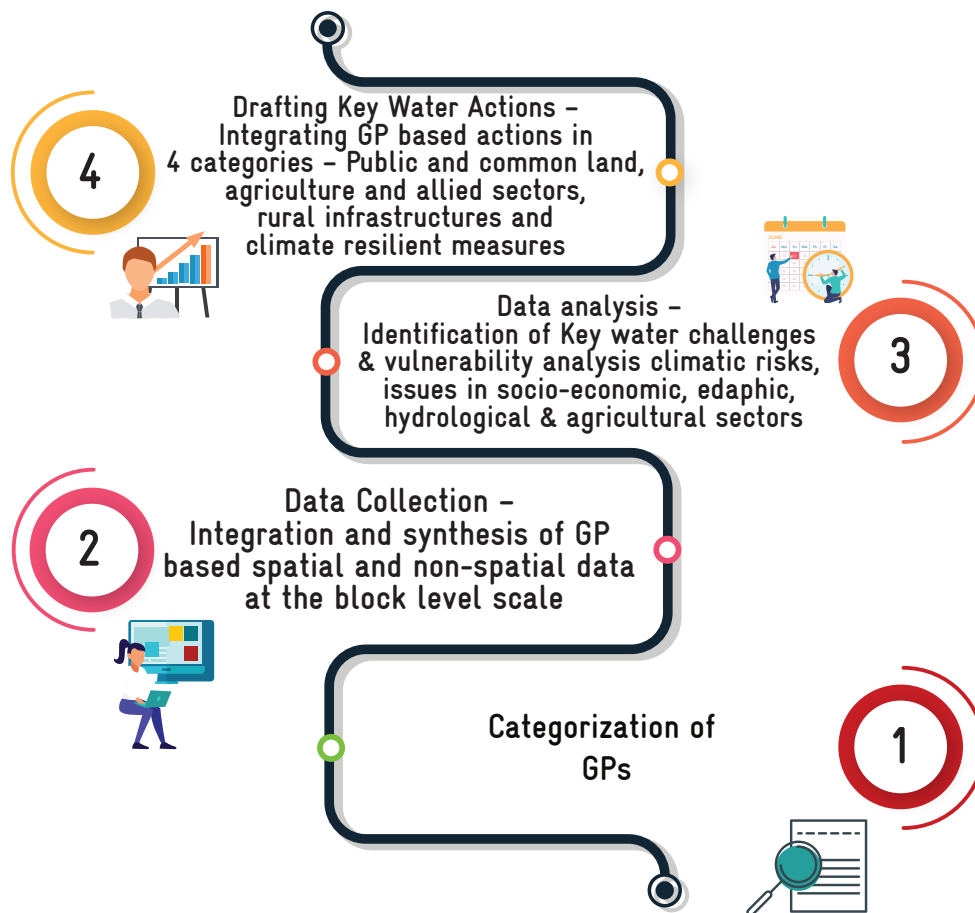 4
Drafting Key Water Actions –
Integrating GP based actions in
4 categories – Public and common land,
agriculture and allied sectors,
rural infrastructures and
climate resilient measures
3
Data analysis –
Identification of Key water challenges
& vulnerability analysis climatic risks,
issues in socio-economic, edaphic,
hydrological & agricultural sectors
2
Data Collection –
Integration and synthesis of GP
based spatial and non-spatial data
at the block level scale
1
Categorization of
GPs